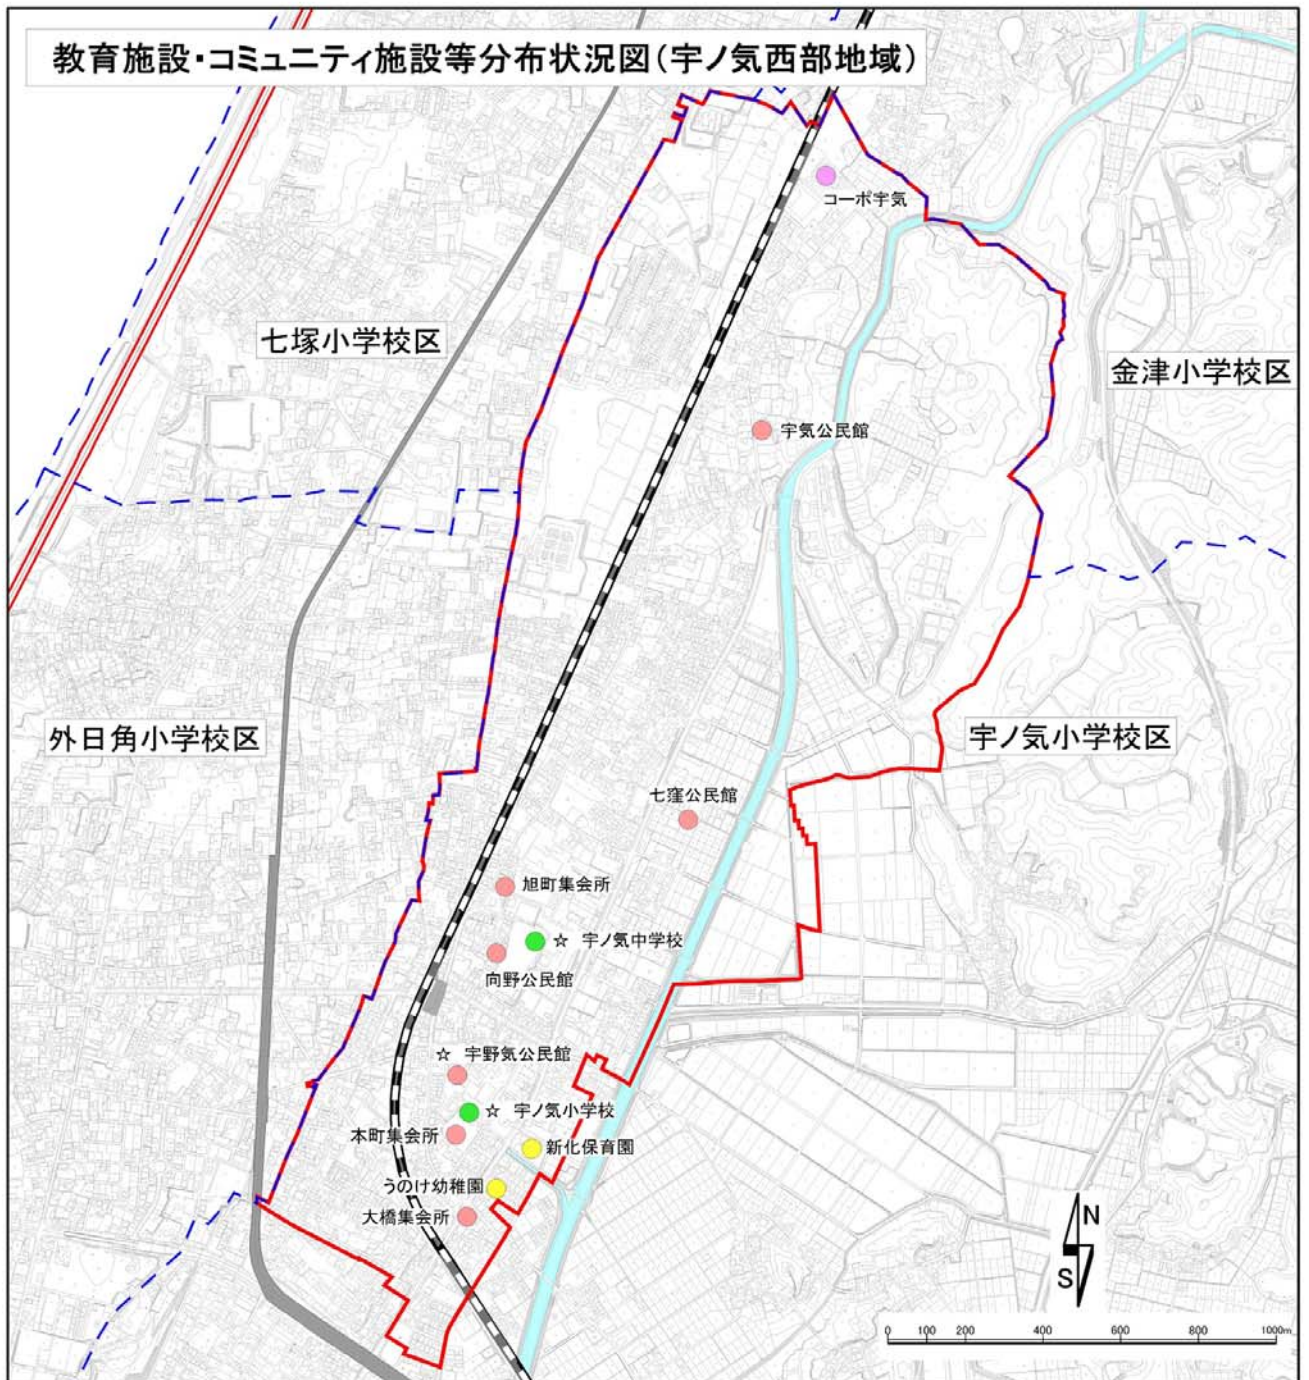 教育施設・コミュニティ施設等分布状況図(宇ノ気西部地域)
コーポ宇気
七塚小学校区
金津小学校区
宇気公民館
外日角小学校区
宇ノ気小学校区
七窪公民館
旭町集会所
☆ 宇ノ気中学校
向野公民館
☆ 宇野気公民館
☆ 宇ノ気小学校
本町集会所
新化保育園
うのけ幼稚園
大橋集会所
N
S
0 100 200 400 600 800 1000m